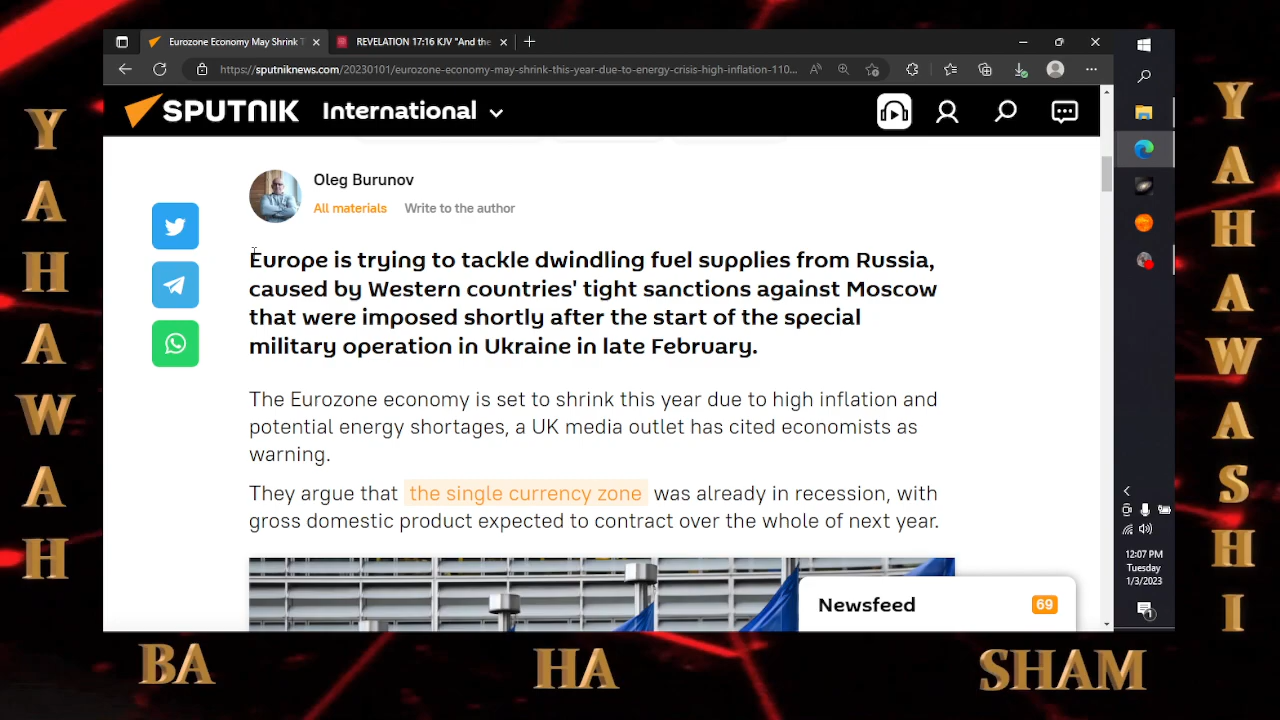 Eurozone Economy May Shrink T
REVELATION 17:16 KJV "And the
https://sputniknews.com/20230101/eurozone-economy-may-shrink-this-year-due-to-energy-crisis-high-inflation-110...
SPUTNIK International
Oleg Burunov
All materials Write to the author
Europe is trying to tackle dwindling fuel supplies from Russia,
caused by Western countries' tight sanctions against Moscow
that were imposed shortly after the start of the special
military operation in Ukraine in late February.
The Eurozone economy is set to shrink this year due to high inflation and
potential energy shortages, a UK media outlet has cited economists as
warning.
They argue that the single currency zone was already in recession, with
gross domestic product expected to contract over the whole of next year.
Newsfeed 69
12:07 PM
Tuesday
1/3/2023
1
YAHAWAH
YAHAWASHI
BA HA SHAM